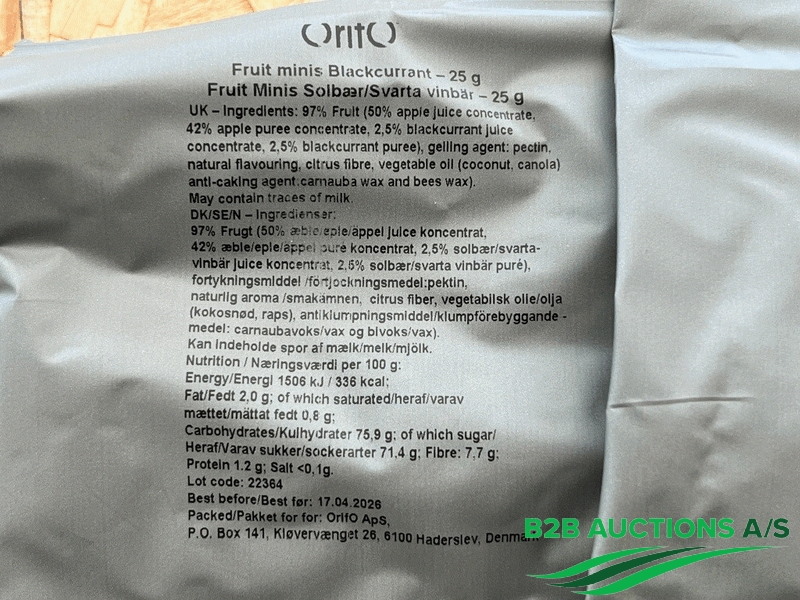 OrifO
Fruit minis Blackcurrant – 25 g
Fruit Minis Solbær/Svarta vinbär – 25 g
UK – Ingredients: 97% Fruit (50% apple juice concentrate,
42% apple puree concentrate, 2,5% blackcurrant juice
concentrate, 2,5% blackcurrant puree), gelling agent: pectin,
natural flavouring, citrus fibre, vegetable oil (coconut, canola)
anti-caking agent:carnauba wax and bees wax).
May contain traces of milk.
DK/SE/N – Ingredienser:
97% Frugt (50% æble/eple/äppel juice koncentrat,
42% æble/eple/äppel puré koncentrat, 2,5% solbær/svarta-
vinbär juice koncentrat, 2,5% solbær/svarta vinbär puré),
fortykningsmiddel /förtjockningsmedel:pektin,
naturlig aroma /smakämnen, citrus fiber, vegetabilsk olie/olja
(kokosnød, raps), antiklumpningsmiddel/klumpförebyggande -
medel: carnaubavoks/vax og bivoks/vax).
Kan indeholde spor af mælk/melk/mjölk.
Nutrition / Næringsværdi per 100 g:
Energy/Energi 1506 kJ / 336 kcal;
Fat/Fedt 2,0 g; of which saturated/heraf/varav
mættet/mättat fedt 0,8 g;
Carbohydrates/Kulhydrater 75,9 g; of which sugar/
Heraf/Varav sukker/sockerarter 71,4 g; Fibre: 7,7 g;
Protein 1.2 g; Salt <0,1g.
Lot code: 22364
Best before/Best før: 17.04.2026
Packed/Pakket for for: OrifO ApS,
P.O. Box 141, Kløvervænget 26, 6100 Haderslev, Denmark
B2B AUCTIONS A/S